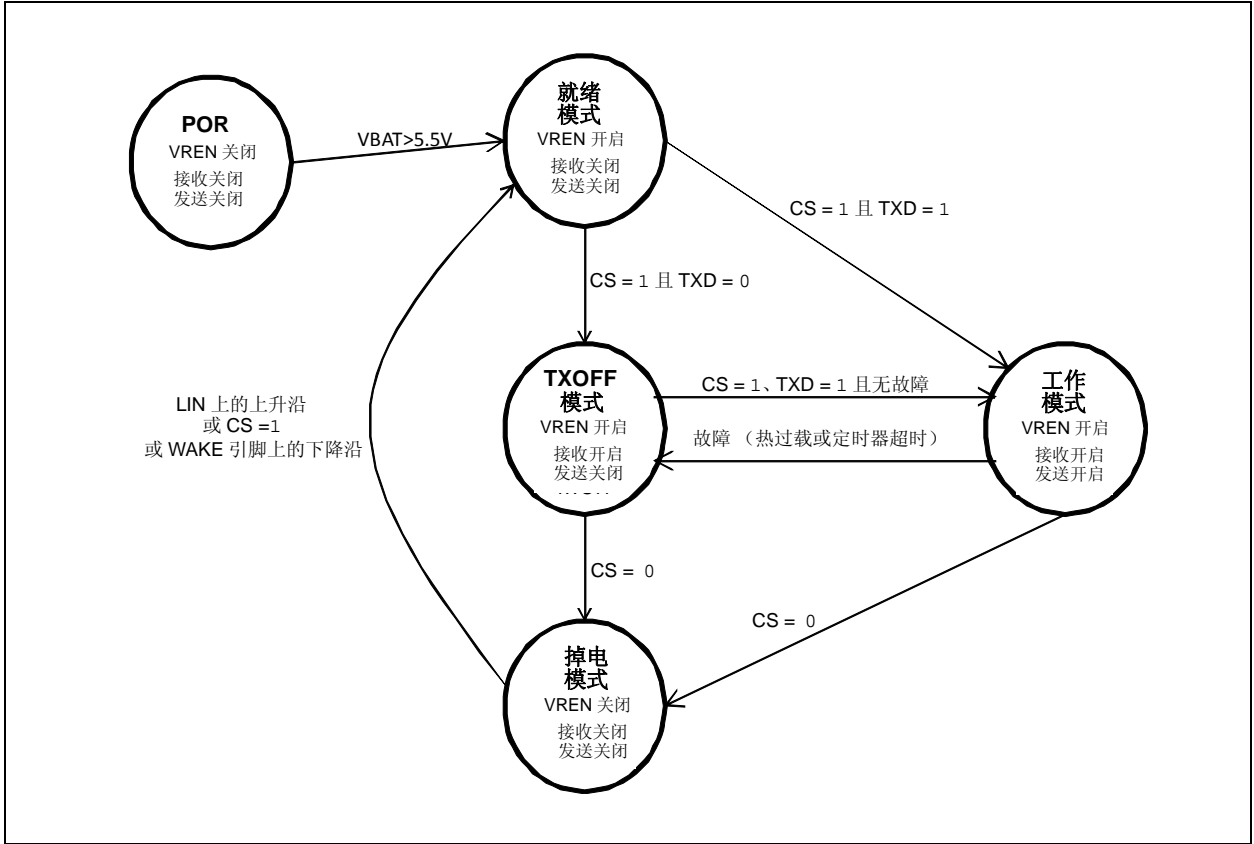 POR
VREN 关闭
接收关闭
发送关闭
VBAT>5.5V
就绪
模式
VREN 开启
接收关闭
发送关闭
CS = 1 且 TXD = 1
CS = 1 且 TXD = 0
TXOFF
模式
VREN 开启
接收开启
发送关闭
CS = 1、TXD = 1 且无故障
故障 （热过载或定时器超时）
工作
模式
VREN 开启
接收开启
发送开启
LIN 上的上升沿
或 CS =1
或 WAKE 引脚上的下降沿
CS = 0
CS = 0
掉电
模式
VREN 关闭
接收关闭
发送关闭